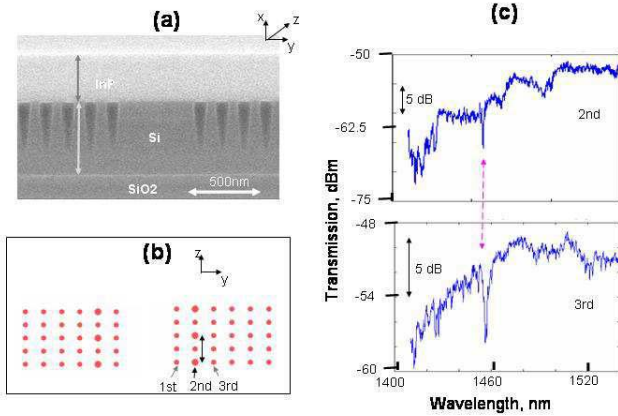 (a)
x
z
y
InP
Si
500nm
SiO2
(b)
z
y
1st
2nd
3rd
(c)
Transmission, dBm
-50
5 dB
-62.5
2nd
-75
-48
5 dB
-54
3rd
-60
1400
1460
1520
Wavelength, nm